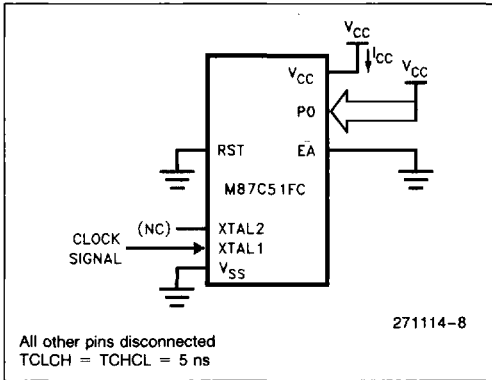 VCC
ICC
VCC
VCC
P0
RST
EA
M87C51FC
(NC)
XTAL2
CLOCK
SIGNAL
XTAL1
VSS
271114-8
All other pins disconnected
TCLCH = TCHCL = 5 ns